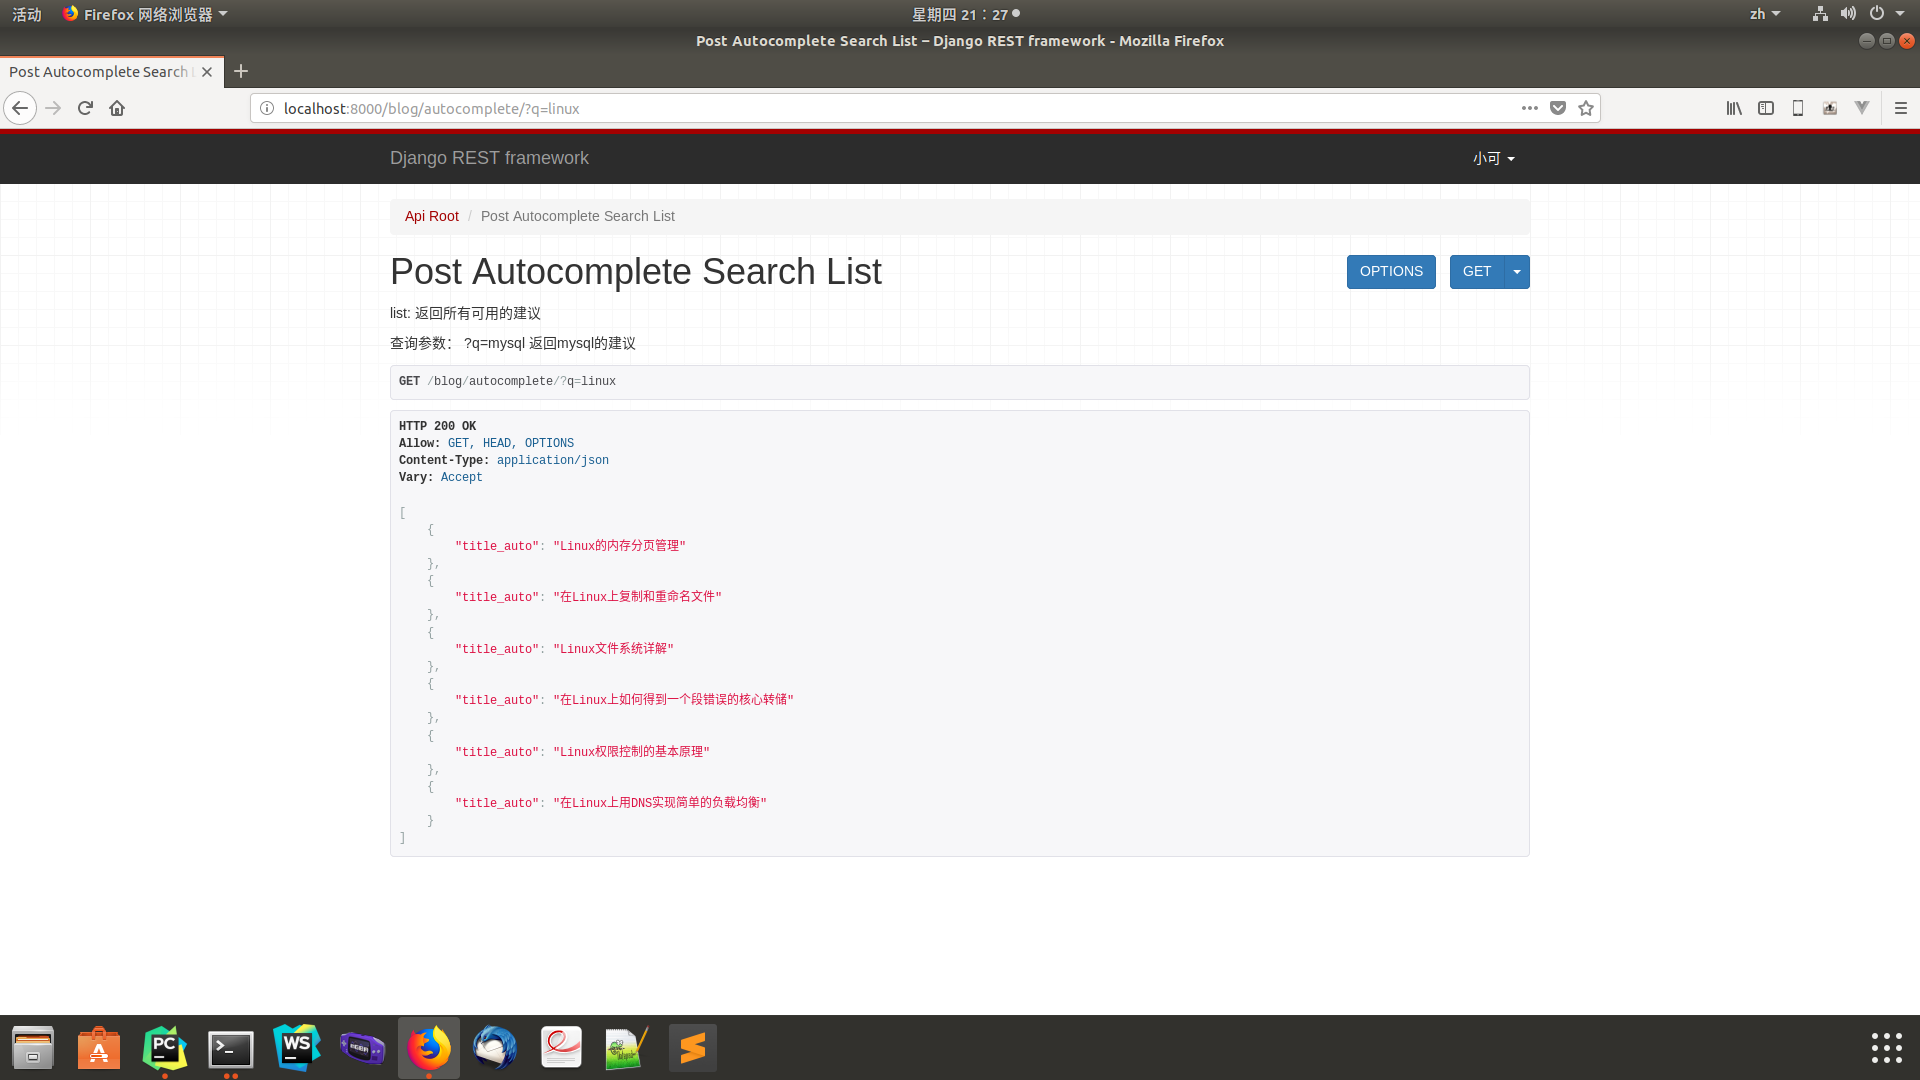 活动 Firefox 网络浏览器 星期四 21：27 zh
Post Autocomplete Search List – Django REST framework - Mozilla Firefox
Post Autocomplete Search
localhost:8000/blog/autocomplete/?q=linux
Django REST framework 小可
Api Root / Post Autocomplete Search List
Post Autocomplete Search List OPTIONS GET
list: 返回所有可用的建议
查询参数： ?q=mysql 返回mysql的建议
GET /blog/autocomplete/?q=linux
HTTP 200 OK
Allow: GET, HEAD, OPTIONS
Content-Type: application/json
Vary: Accept
[
{
"title_auto": "Linux的内存分页管理"
},
{
"title_auto": "在Linux上复制和重命名文件"
},
{
"title_auto": "Linux文件系统详解"
},
{
"title_auto": "在Linux上如何得到一个段错误的核心转储"
},
{
"title_auto": "Linux权限控制的基本原理"
},
{
"title_auto": "在Linux上用DNS实现简单的负载均衡"
}
]
PC WS